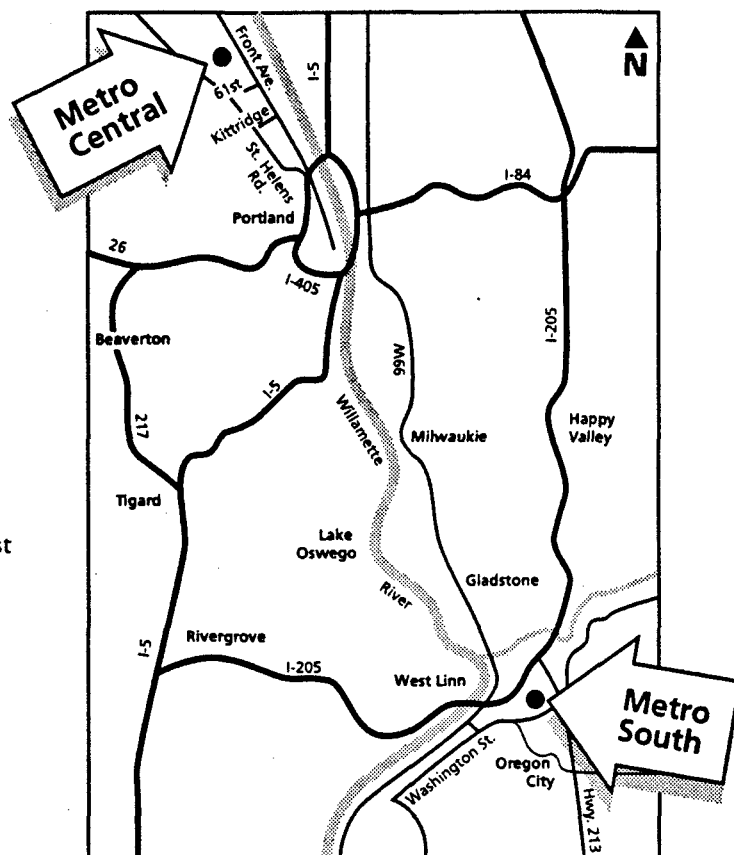 Front Ave.
I-5
N
Metro
Central
61st
Kittridge
St. Helens
Rd.
I-84
Portland
26
I-405
I-205
Beaverton
99W
I-5
217
Willamette
Milwaukie
Happy
Valley
Tigard
Lake
Oswego
st
River
Gladstone
Rivergrove
I-5
I-205
West Linn
Metro
South
Washington St.
Oregon
City
Hwy. 213